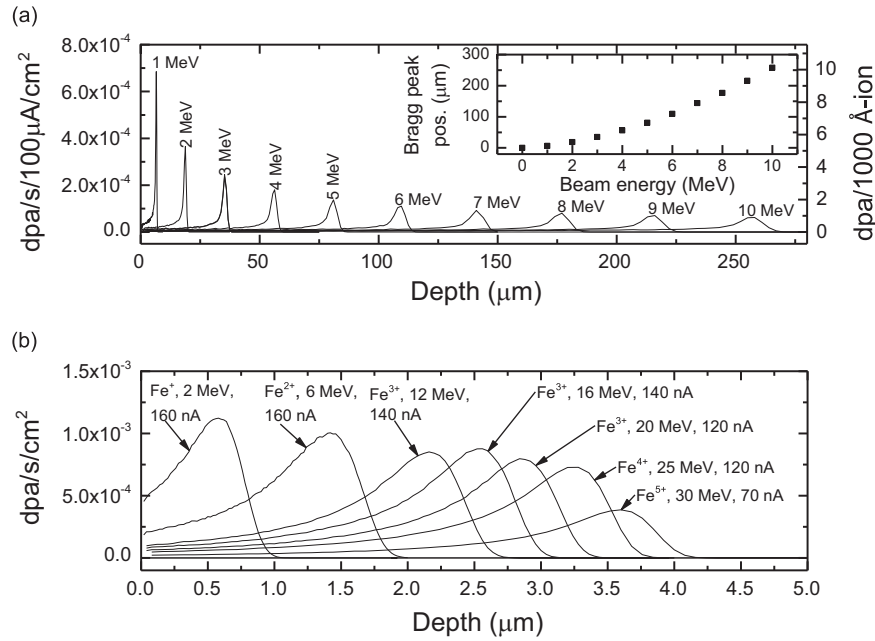 (a)
8.0x10⁻⁴
6.0x10⁻⁴
4.0x10⁻⁴
2.0x10⁻⁴
0.0
dpa/s/100μA/cm²
1 MeV
2 MeV
3 MeV
4 MeV
5 MeV
6 MeV
7 MeV
8 MeV
9 MeV
10 MeV
300
200
100
0
Bragg peak
pos. (μm)
0 2 4 6 8 10
Beam energy (MeV)
10
8
6
4
2
0
dpa/1000 Å-ion
0 50 100 150 200 250
Depth (μm)
(b)
1.5x10⁻³
1.0x10⁻³
5.0x10⁻⁴
0.0
dpa/s/cm²
Fe⁺, 2 MeV,
160 nA
Fe²⁺, 6 MeV,
160 nA
Fe³⁺, 12 MeV,
140 nA
Fe³⁺, 16 MeV, 140 nA
Fe³⁺, 20 MeV, 120 nA
Fe⁴⁺, 25 MeV, 120 nA
Fe⁵⁺, 30 MeV, 70 nA
0.0 0.5 1.0 1.5 2.0 2.5 3.0 3.5 4.0 4.5 5.0
Depth (μm)